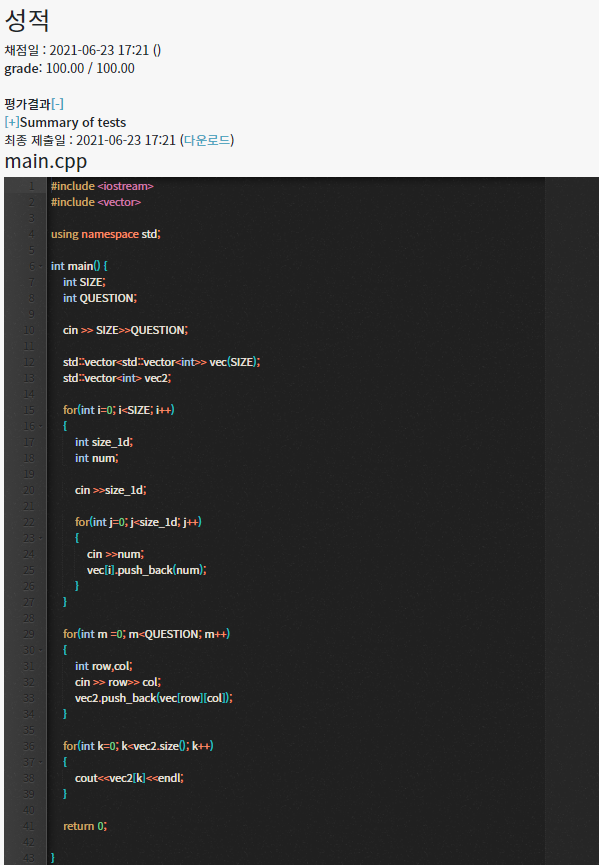 성적
채점일 : 2021-06-23 17:21 ()
grade: 100.00 / 100.00
평가결과[-]
[+]Summary of tests
최종 제출일 : 2021-06-23 17:21 (다운로드)
main.cpp
1 #include <iostream>
2 #include <vector>
3
4 using namespace std;
5
6 int main() {
7 int SIZE;
8 int QUESTION;
9
10 cin >> SIZE>>QUESTION;
11
12 std::vector<std::vector<int>> vec(SIZE);
13 std::vector<int> vec2;
14
15 for(int i=0; i<SIZE; i++)
16 {
17 int size_1d;
18 int num;
19
20 cin >>size_1d;
21
22 for(int j=0; j<size_1d; j++)
23 {
24 cin >>num;
25 vec[i].push_back(num);
26 }
27 }
28
29 for(int m =0; m<QUESTION; m++)
30 {
31 int row,col;
32 cin >> row>> col;
33 vec2.push_back(vec[row][col]);
34 }
35
36 for(int k=0; k<vec2.size(); k++)
37 {
38 cout<<vec2[k]<<endl;
39 }
40
41 return 0;
42
43 }